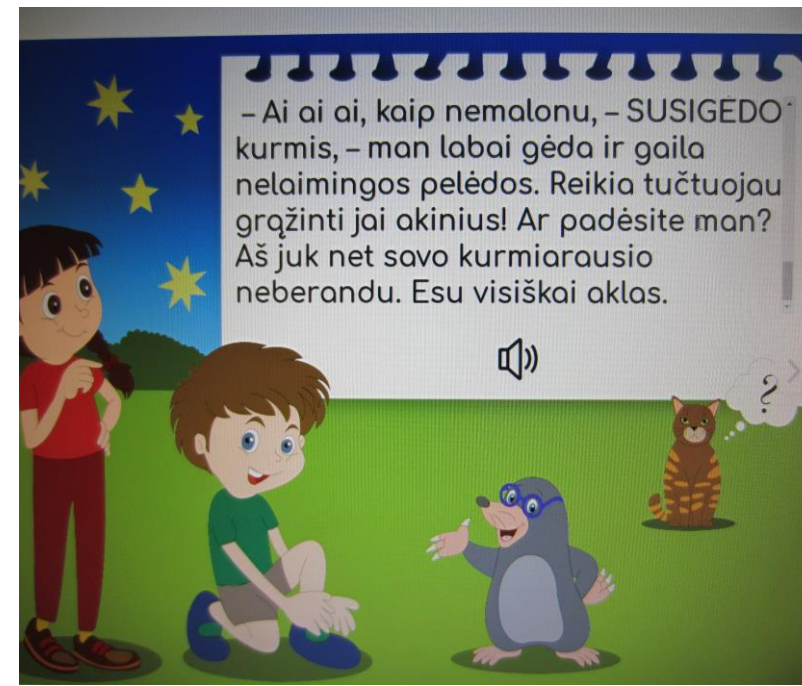 – Ai ai ai, kaip nemalonu, – SUSIGĖDO
kurmis, – man labai gėda ir gaila
nelaimingos pelėdos. Reikia tučtuojau
grąžinti jai akinius! Ar padėsite man?
Aš juk net savo kurmiarausio
neberandu. Esu visiškai aklas.
?